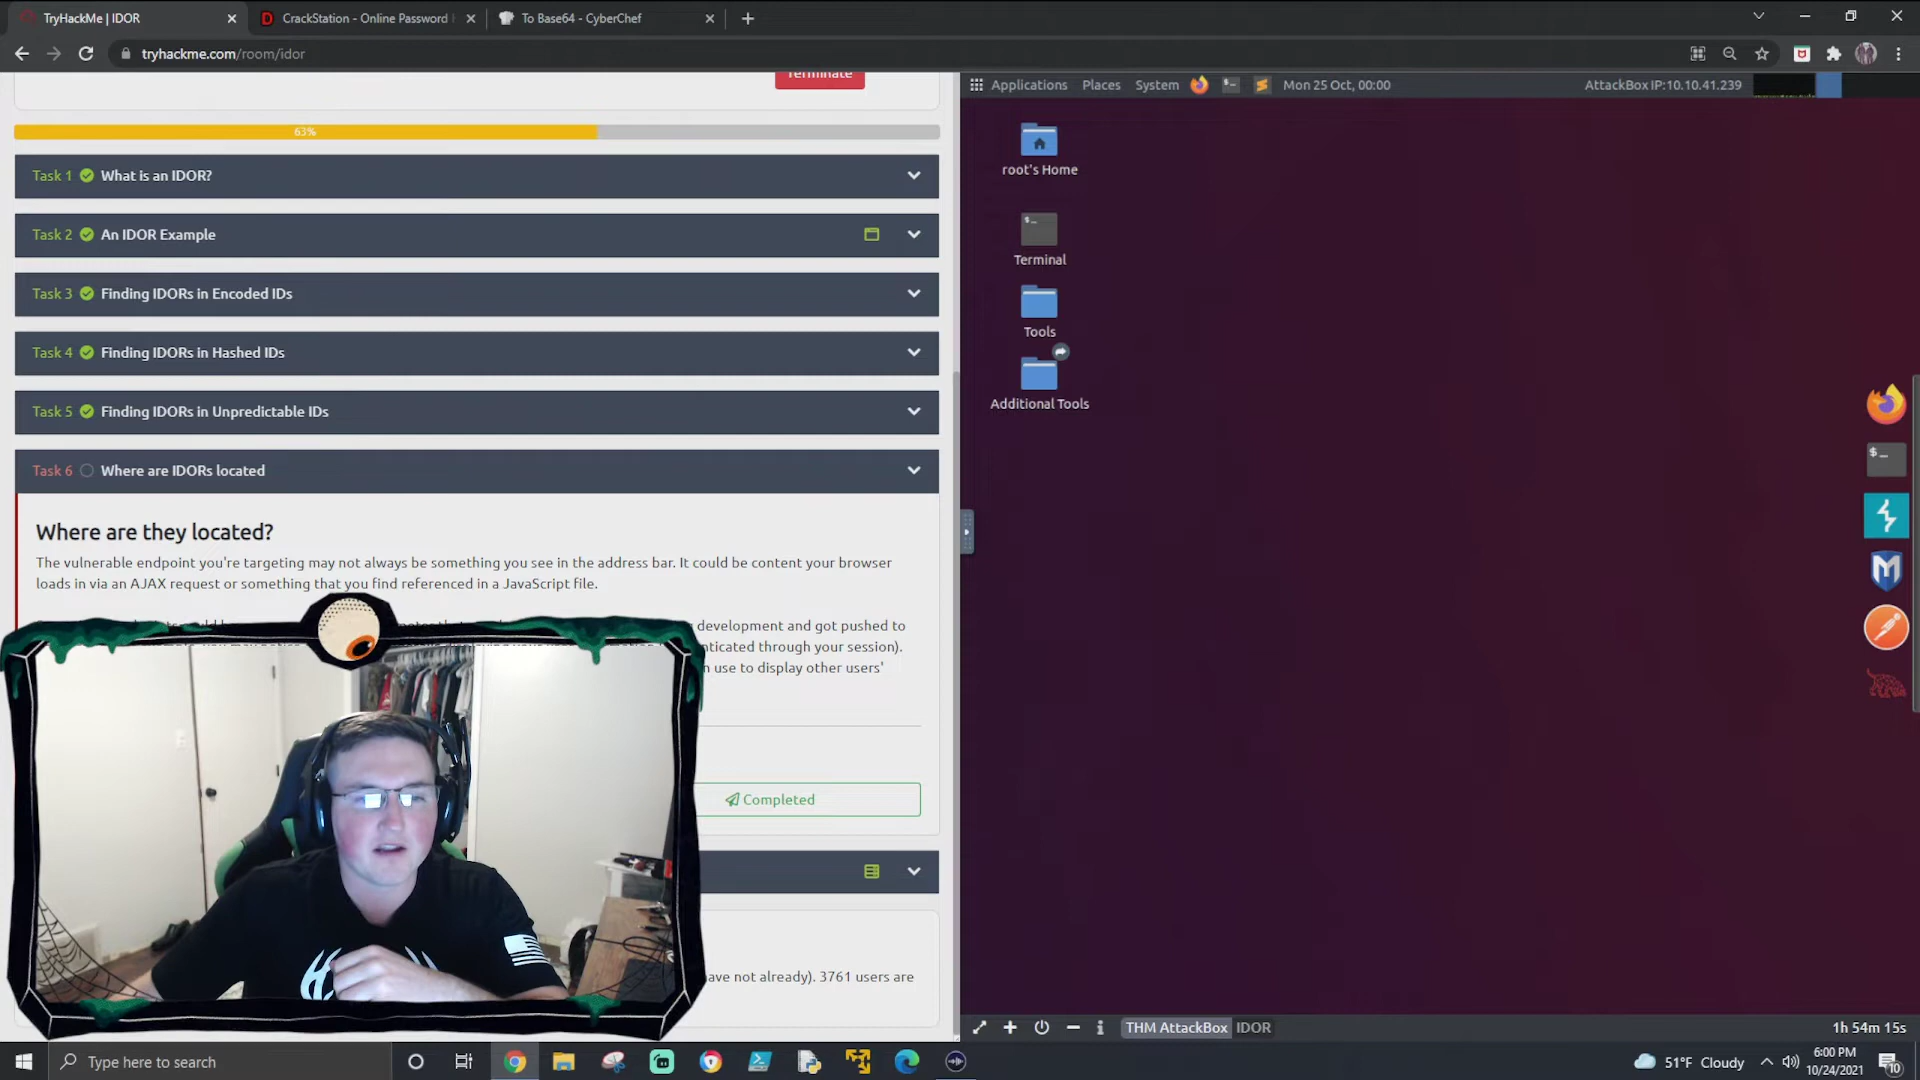 TryHackMe | IDOR
CrackStation - Online Password
To Base64 - CyberChef
tryhackme.com/room/idor
Terminate
63%
Task 1 What is an IDOR?
Task 2 An IDOR Example
Task 3 Finding IDORs in Encoded IDs
Task 4 Finding IDORs in Hashed IDs
Task 5 Finding IDORs in Unpredictable IDs
Task 6 Where are IDORs located
Where are they located?
The vulnerable endpoint you're targeting may not always be something you see in the address bar. It could be content your browser
loads in via an AJAX request or something that you find referenced in a JavaScript file.
development and got pushed to
nticated through your session).
n use to display other users'
Completed
ave not already). 3761 users are
Applications Places System Mon 25 Oct, 00:00 AttackBox IP:10.10.41.239
root's Home
Terminal
Tools
Additional Tools
THM AttackBox IDOR 1h 54m 15s
Type here to search
51°F Cloudy
6:00 PM
10/24/2021
10